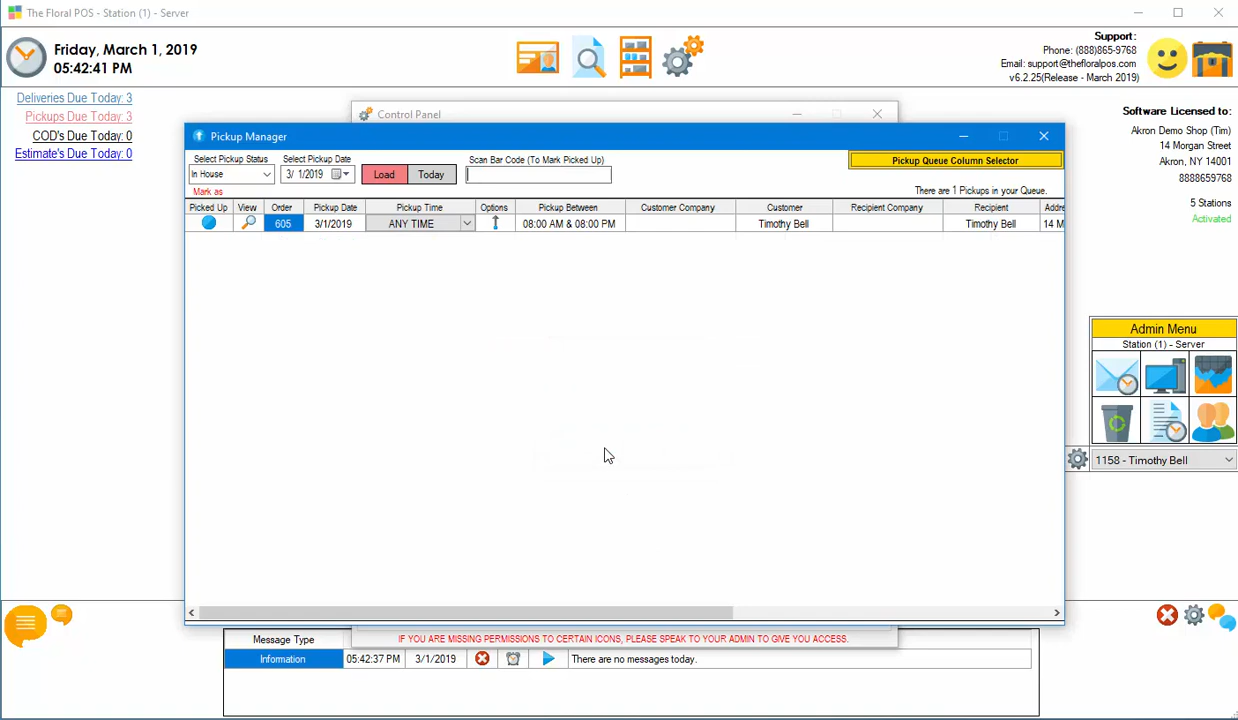 The Floral POS - Station (1) - Server
Friday, March 1, 2019
05:42:41 PM
Support:
Phone: (888)865-9768
Email: support@thefloralpos.com
v6.2.25(Release - March 2019)
Deliveries Due Today: 3
Pickups Due Today: 3
COD's Due Today: 0
Estimate's Due Today: 0
Software Licensed to:
Akron Demo Shop (Tim)
14 Morgan Street
Akron, NY 14001
8888659768
5 Stations
Activated
Control Panel
Pickup Manager
Select Pickup Status
Select Pickup Date
Scan Bar Code (To Mark Picked Up)
Pickup Queue Column Selector
In House
3/ 1/2019
Load
Today
Mark as
There are 1 Pickups in your Queue.
Picked Up View Order Pickup Date Pickup Time Options Pickup Between Customer Company Customer Recipient Company Recipient Addre
605 3/1/2019 ANY TIME 08:00 AM & 08:00 PM Timothy Bell Timothy Bell 14 M
Admin Menu
Station (1) - Server
1158 - Timothy Bell
Message Type
IF YOU ARE MISSING PERMISSIONS TO CERTAIN ICONS, PLEASE SPEAK TO YOUR ADMIN TO GIVE YOU ACCESS.
Information 05:42:37 PM 3/1/2019 There are no messages today.